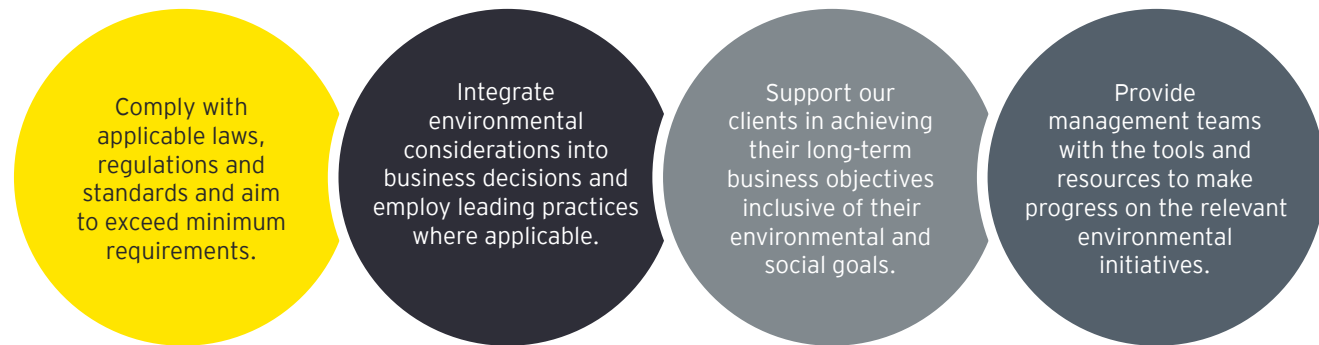 Comply with
applicable laws,
regulations and
standards and aim
to exceed minimum
requirements.
Integrate
environmental
considerations into
business decisions and
employ leading practices
where applicable.
Support our
clients in achieving
their long-term
business objectives
inclusive of their
environmental and
social goals.
Provide
management teams
with the tools and
resources to make
progress on the relevant
environmental
initiatives.